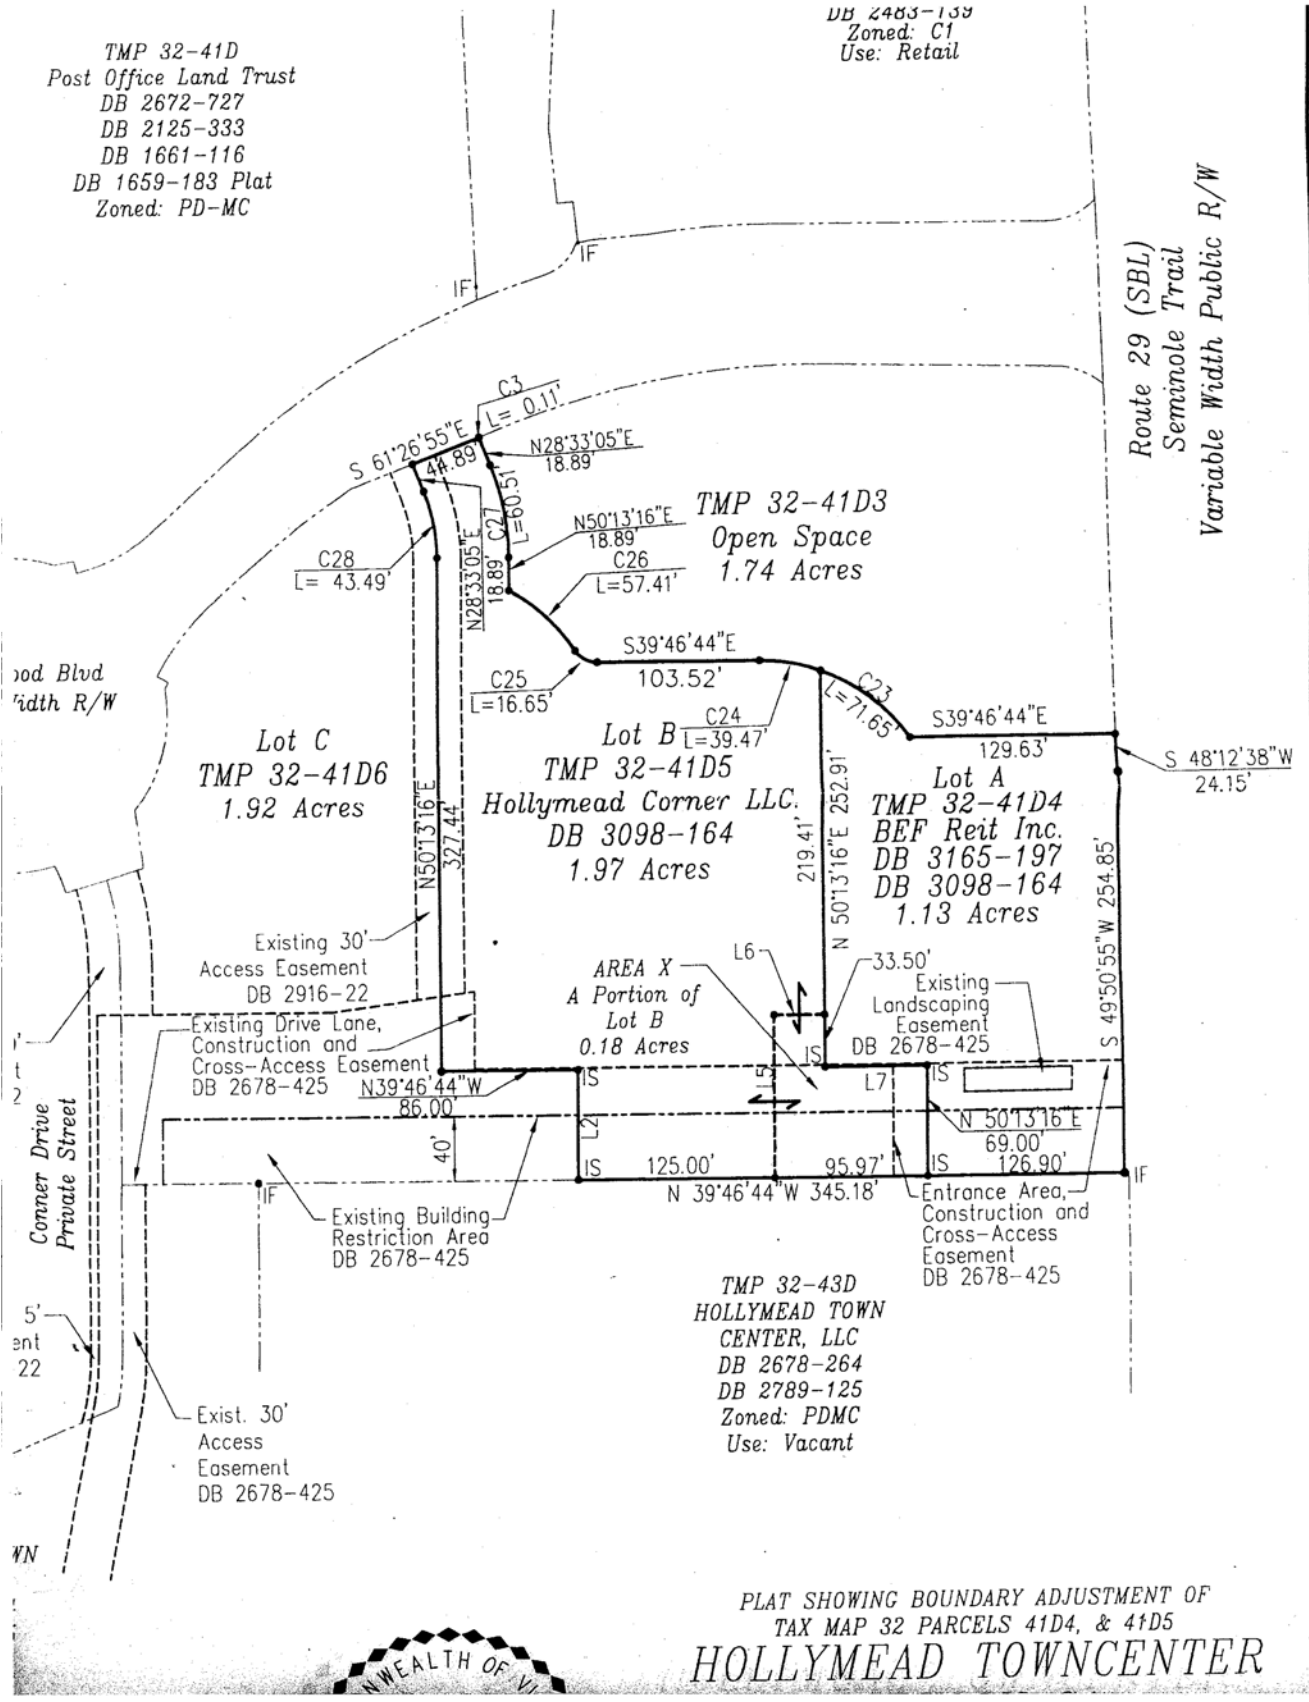 TMP 32-41D
Post Office Land Trust
DB 2672-727
DB 2125-333
DB 1661-116
DB 1659-183 Plat
Zoned: PD-MC
DB 2483-139
Zoned: C1
Use: Retail
IF
IF
Route 29 (SBL)
Seminole Trail
Variable Width Public R/W
C3
L= 0.11'
S 61°26'55"E
44.89'
N28°33'05"E
18.89'
C27
L=60.51'
N50°13'16"E
18.89'
C26
L=57.41'
TMP 32-41D3
Open Space
1.74 Acres
C28
L= 43.49'
N28°33'05"E
18.89'
S39°46'44"E
103.52'
C25
L=16.65'
C24
L=39.47'
C23
L=71.65'
S39°46'44"E
129.63'
S 48°12'38"W
24.15'
ood Blvd
idth R/W
Lot C
TMP 32-41D6
1.92 Acres
Lot B
TMP 32-41D5
Hollymead Corner LLC.
DB 3098-164
1.97 Acres
Lot A
TMP 32-41D4
BEF Reit Inc.
DB 3165-197
DB 3098-164
1.13 Acres
N50°13'16"E
327.44'
219.41'
N 50°13'16"E 252.91'
S 49°50'55"W 254.85'
Existing 30'
Access Easement
DB 2916-22
L6
33.50'
AREA X
A Portion of
Lot B
0.18 Acres
Existing
Landscaping
Easement
DB 2678-425
Existing Drive Lane,
Construction and
Cross-Access Easement
DB 2678-425
N39°46'44"W
86.00'
IS
IS
IS
L5
L7
L2
40'
N 50°13'16"E
69.00'
IS
125.00'
95.97'
IS
126.90'
IF
N 39°46'44"W 345.18'
IF
Conner Drive
Private Street
t
2
Existing Building
Restriction Area
DB 2678-425
Entrance Area,
Construction and
Cross-Access
Easement
DB 2678-425
TMP 32-43D
HOLLYMEAD TOWN
CENTER, LLC
DB 2678-264
DB 2789-125
Zoned: PDMC
Use: Vacant
5'
ent
22
Exist. 30'
Access
Easement
DB 2678-425
WN
PLAT SHOWING BOUNDARY ADJUSTMENT OF
TAX MAP 32 PARCELS 41D4, & 41D5
HOLLYMEAD TOWNCENTER
NWEALTH OF VI